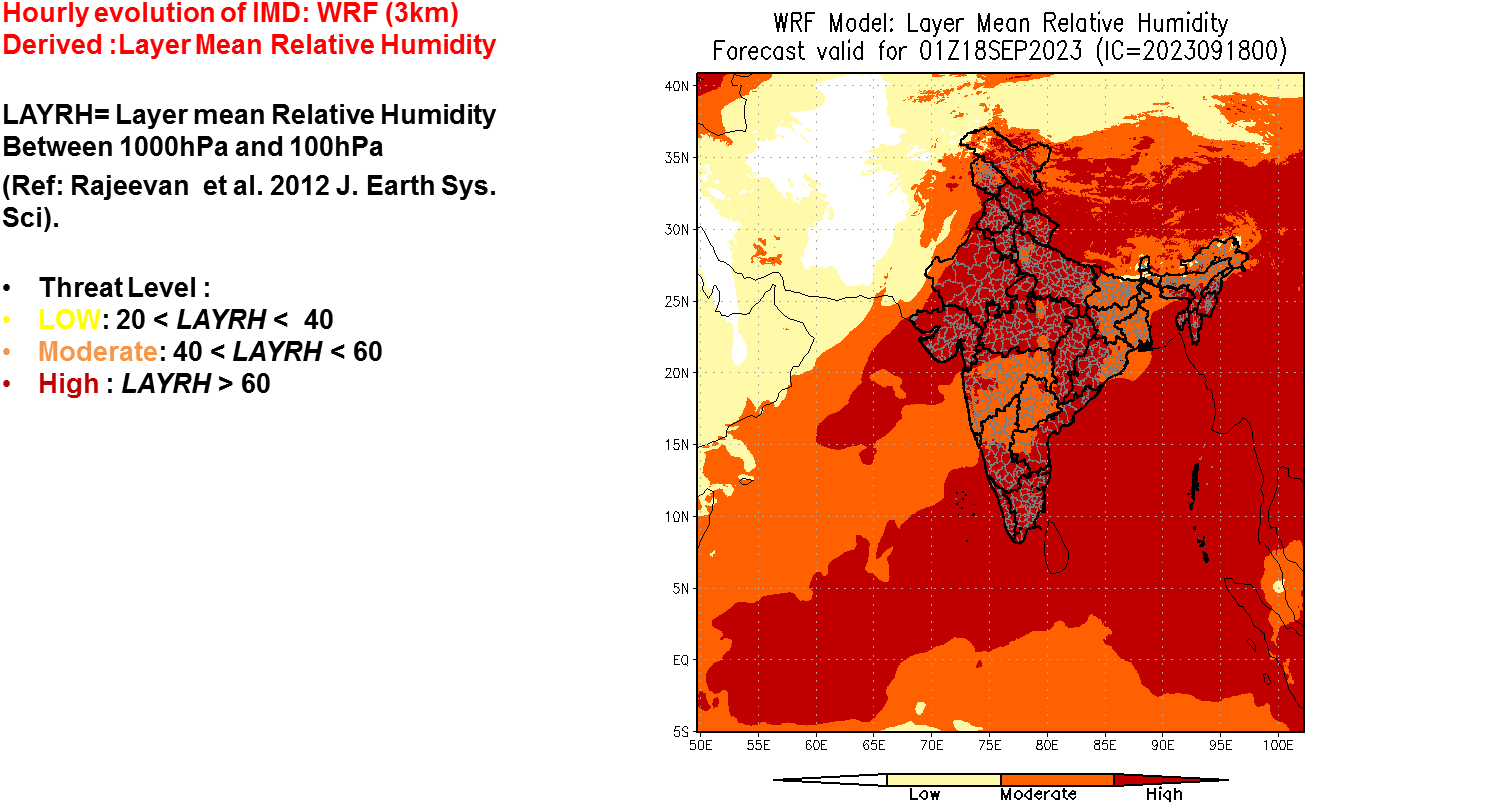 Hourly evolution of IMD: WRF (3km)
Derived :Layer Mean Relative Humidity
LAYRH= Layer mean Relative Humidity
Between 1000hPa and 100hPa
(Ref: Rajeevan et al. 2012 J. Earth Sys.
Sci).
• Threat Level :
• LOW: 20 < LAYRH < 40
• Moderate: 40 < LAYRH < 60
• High : LAYRH > 60
WRF Model: Layer Mean Relative Humidity
Forecast valid for 01Z18SEP2023 (IC=2023091800)
40N
35N
30N
25N
20N
15N
10N
5N
EQ
5S
50E 55E 60E 65E 70E 75E 80E 85E 90E 95E 100E
Low Moderate High